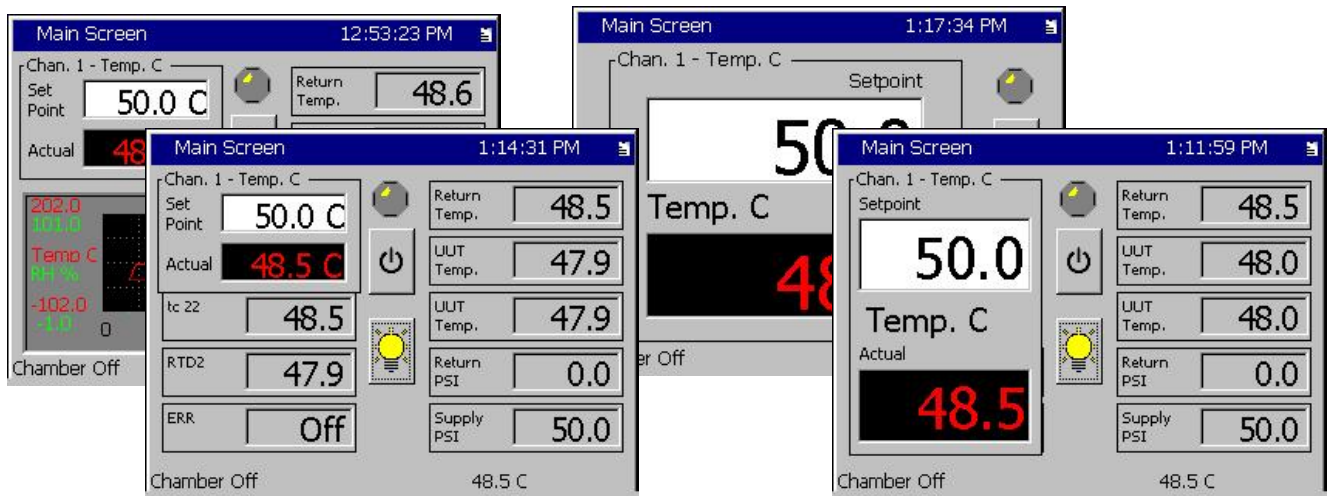 Main Screen 12:53:23 PM
Chan. 1 - Temp. C
Set Point 50.0 C
Return Temp. 48.6
Actual 48
202.0
101.0
Temp C
RH %
-102.0
-1.0
0
Chamber Off
Main Screen 1:17:34 PM
Chan. 1 - Temp. C
Setpoint
50.0
Temp. C
48
er Off
Main Screen 1:14:31 PM
Chan. 1 - Temp. C
Set Point 50.0 C
Actual 48.5 C
tc 22 48.5
RTD2 47.9
ERR Off
Return Temp. 48.5
UUT Temp. 47.9
UUT Temp. 47.9
Return PSI 0.0
Supply PSI 50.0
Chamber Off 48.5 C
Main Screen 1:11:59 PM
Chan. 1 - Temp. C
Setpoint
50.0
Temp. C
Actual
48.5
Return Temp. 48.5
UUT Temp. 48.0
UUT Temp. 48.0
Return PSI 0.0
Supply PSI 50.0
Chamber Off 48.5 C